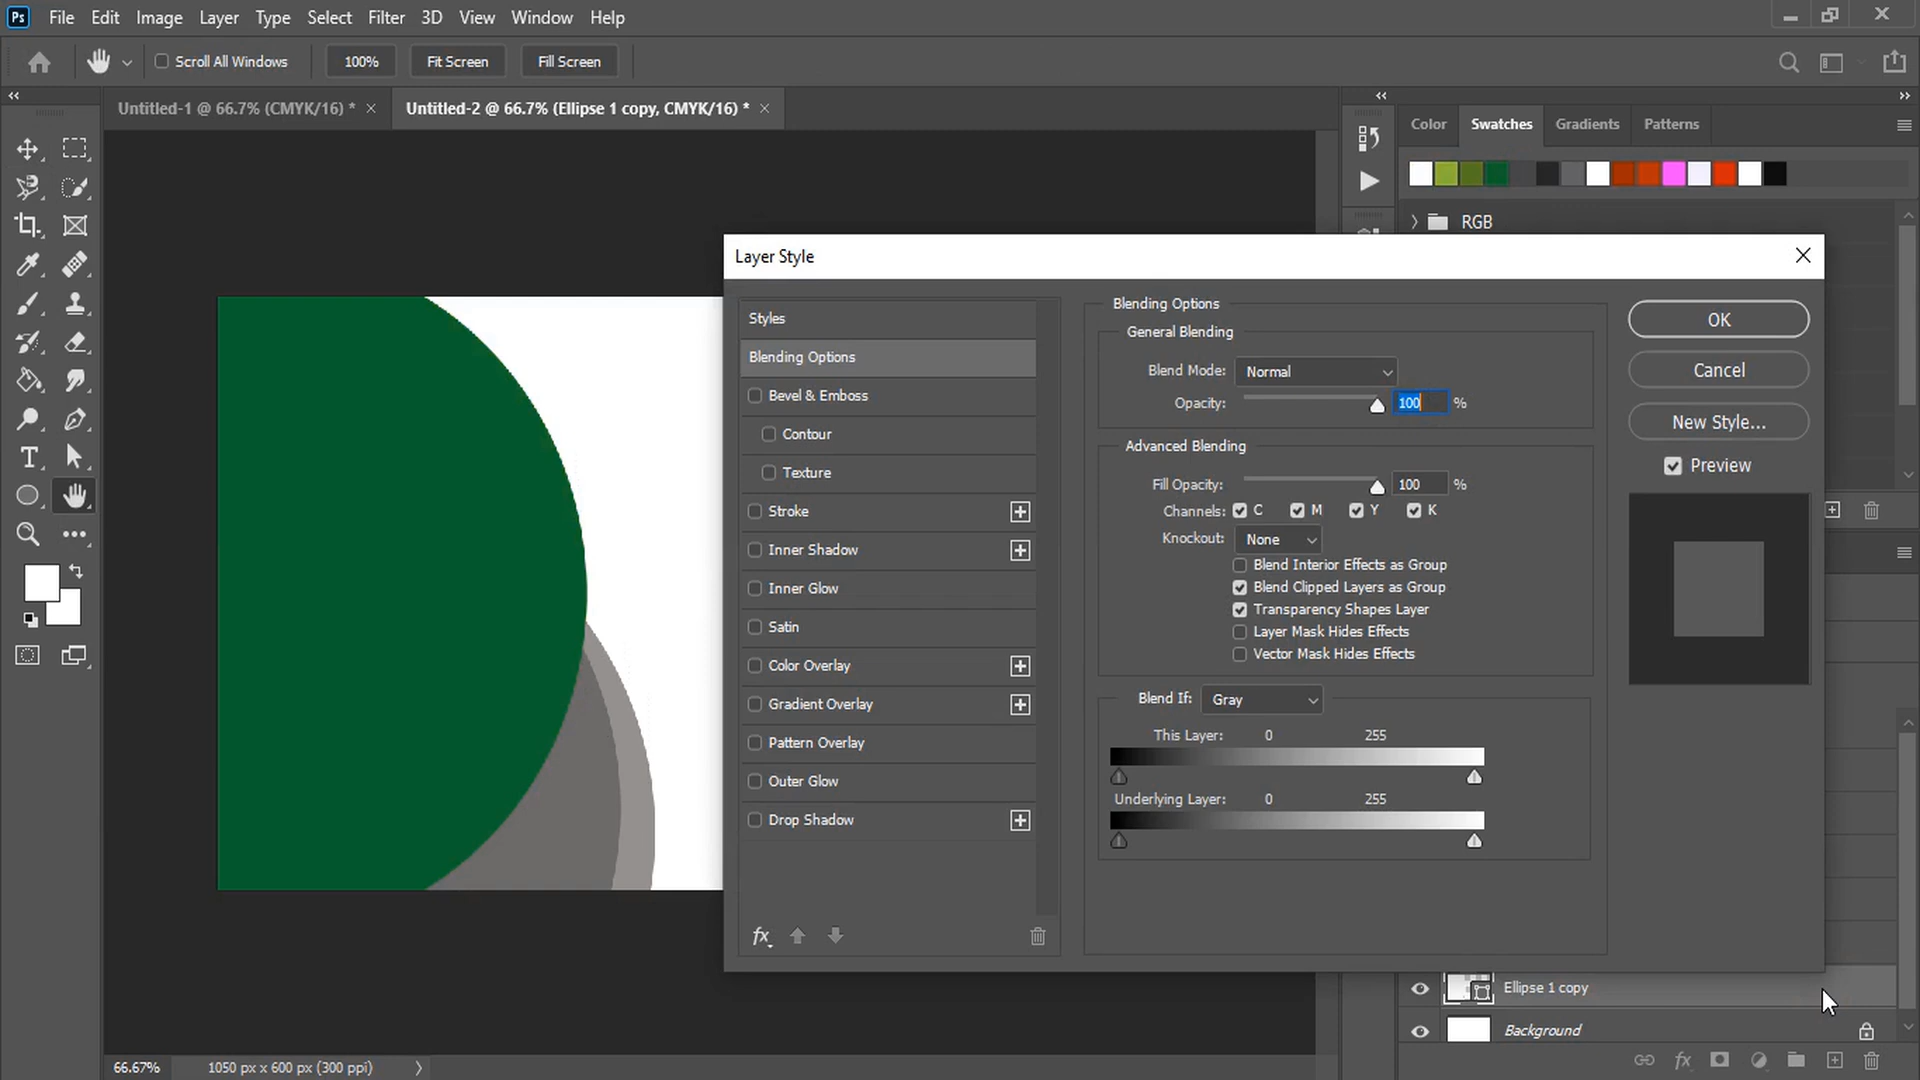 Ps File Edit Image Layer Type Select Filter 3D View Window Help
Scroll All Windows 100% Fit Screen Fill Screen
Untitled-1 @ 66.7% (CMYK/16) * × Untitled-2 @ 66.7% (Ellipse 1 copy, CMYK/16) * ×
Color Swatches Gradients Patterns
RGB
Layer Style
Styles
Blending Options
Bevel & Emboss
Contour
Texture
Stroke
Inner Shadow
Inner Glow
Satin
Color Overlay
Gradient Overlay
Pattern Overlay
Outer Glow
Drop Shadow
fx
Blending Options
General Blending
Blend Mode: Normal
Opacity: 100 %
Advanced Blending
Fill Opacity: 100 %
Channels: C M Y K
Knockout: None
Blend Interior Effects as Group
Blend Clipped Layers as Group
Transparency Shapes Layer
Layer Mask Hides Effects
Vector Mask Hides Effects
Blend If: Gray
This Layer: 0 255
Underlying Layer: 0 255
OK
Cancel
New Style...
Preview
Ellipse 1 copy
Background
fx
66.67% 1050 px x 600 px (300 ppi)